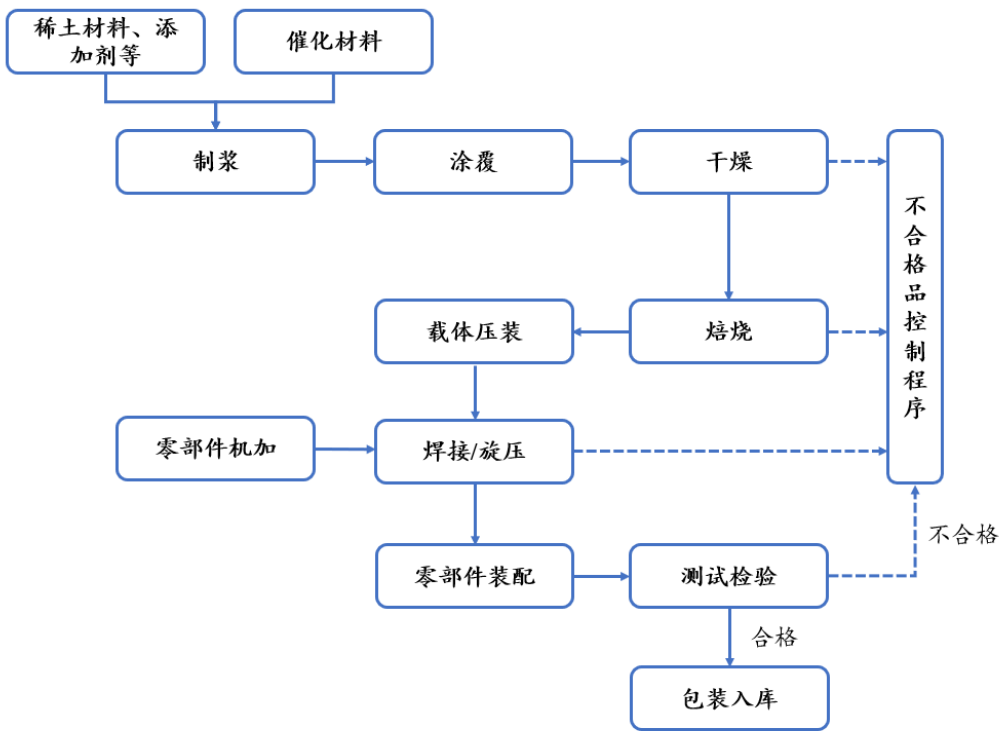 稀土材料、添
加剂等
催化材料
制浆
涂覆
干燥
不合格品控制程序
载体压装
焙烧
零部件机加
焊接/旋压
不合格
零部件装配
测试检验
合格
包装入库